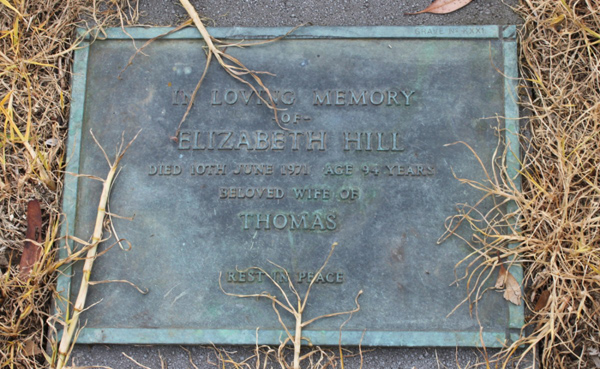 IN LOVING MEMORY
OF
ELIZABETH HILL
DIED 10TH JUNE 1971 AGE 94 YEARS
BELOVED WIFE OF
THOMAS
REST IN PEACE